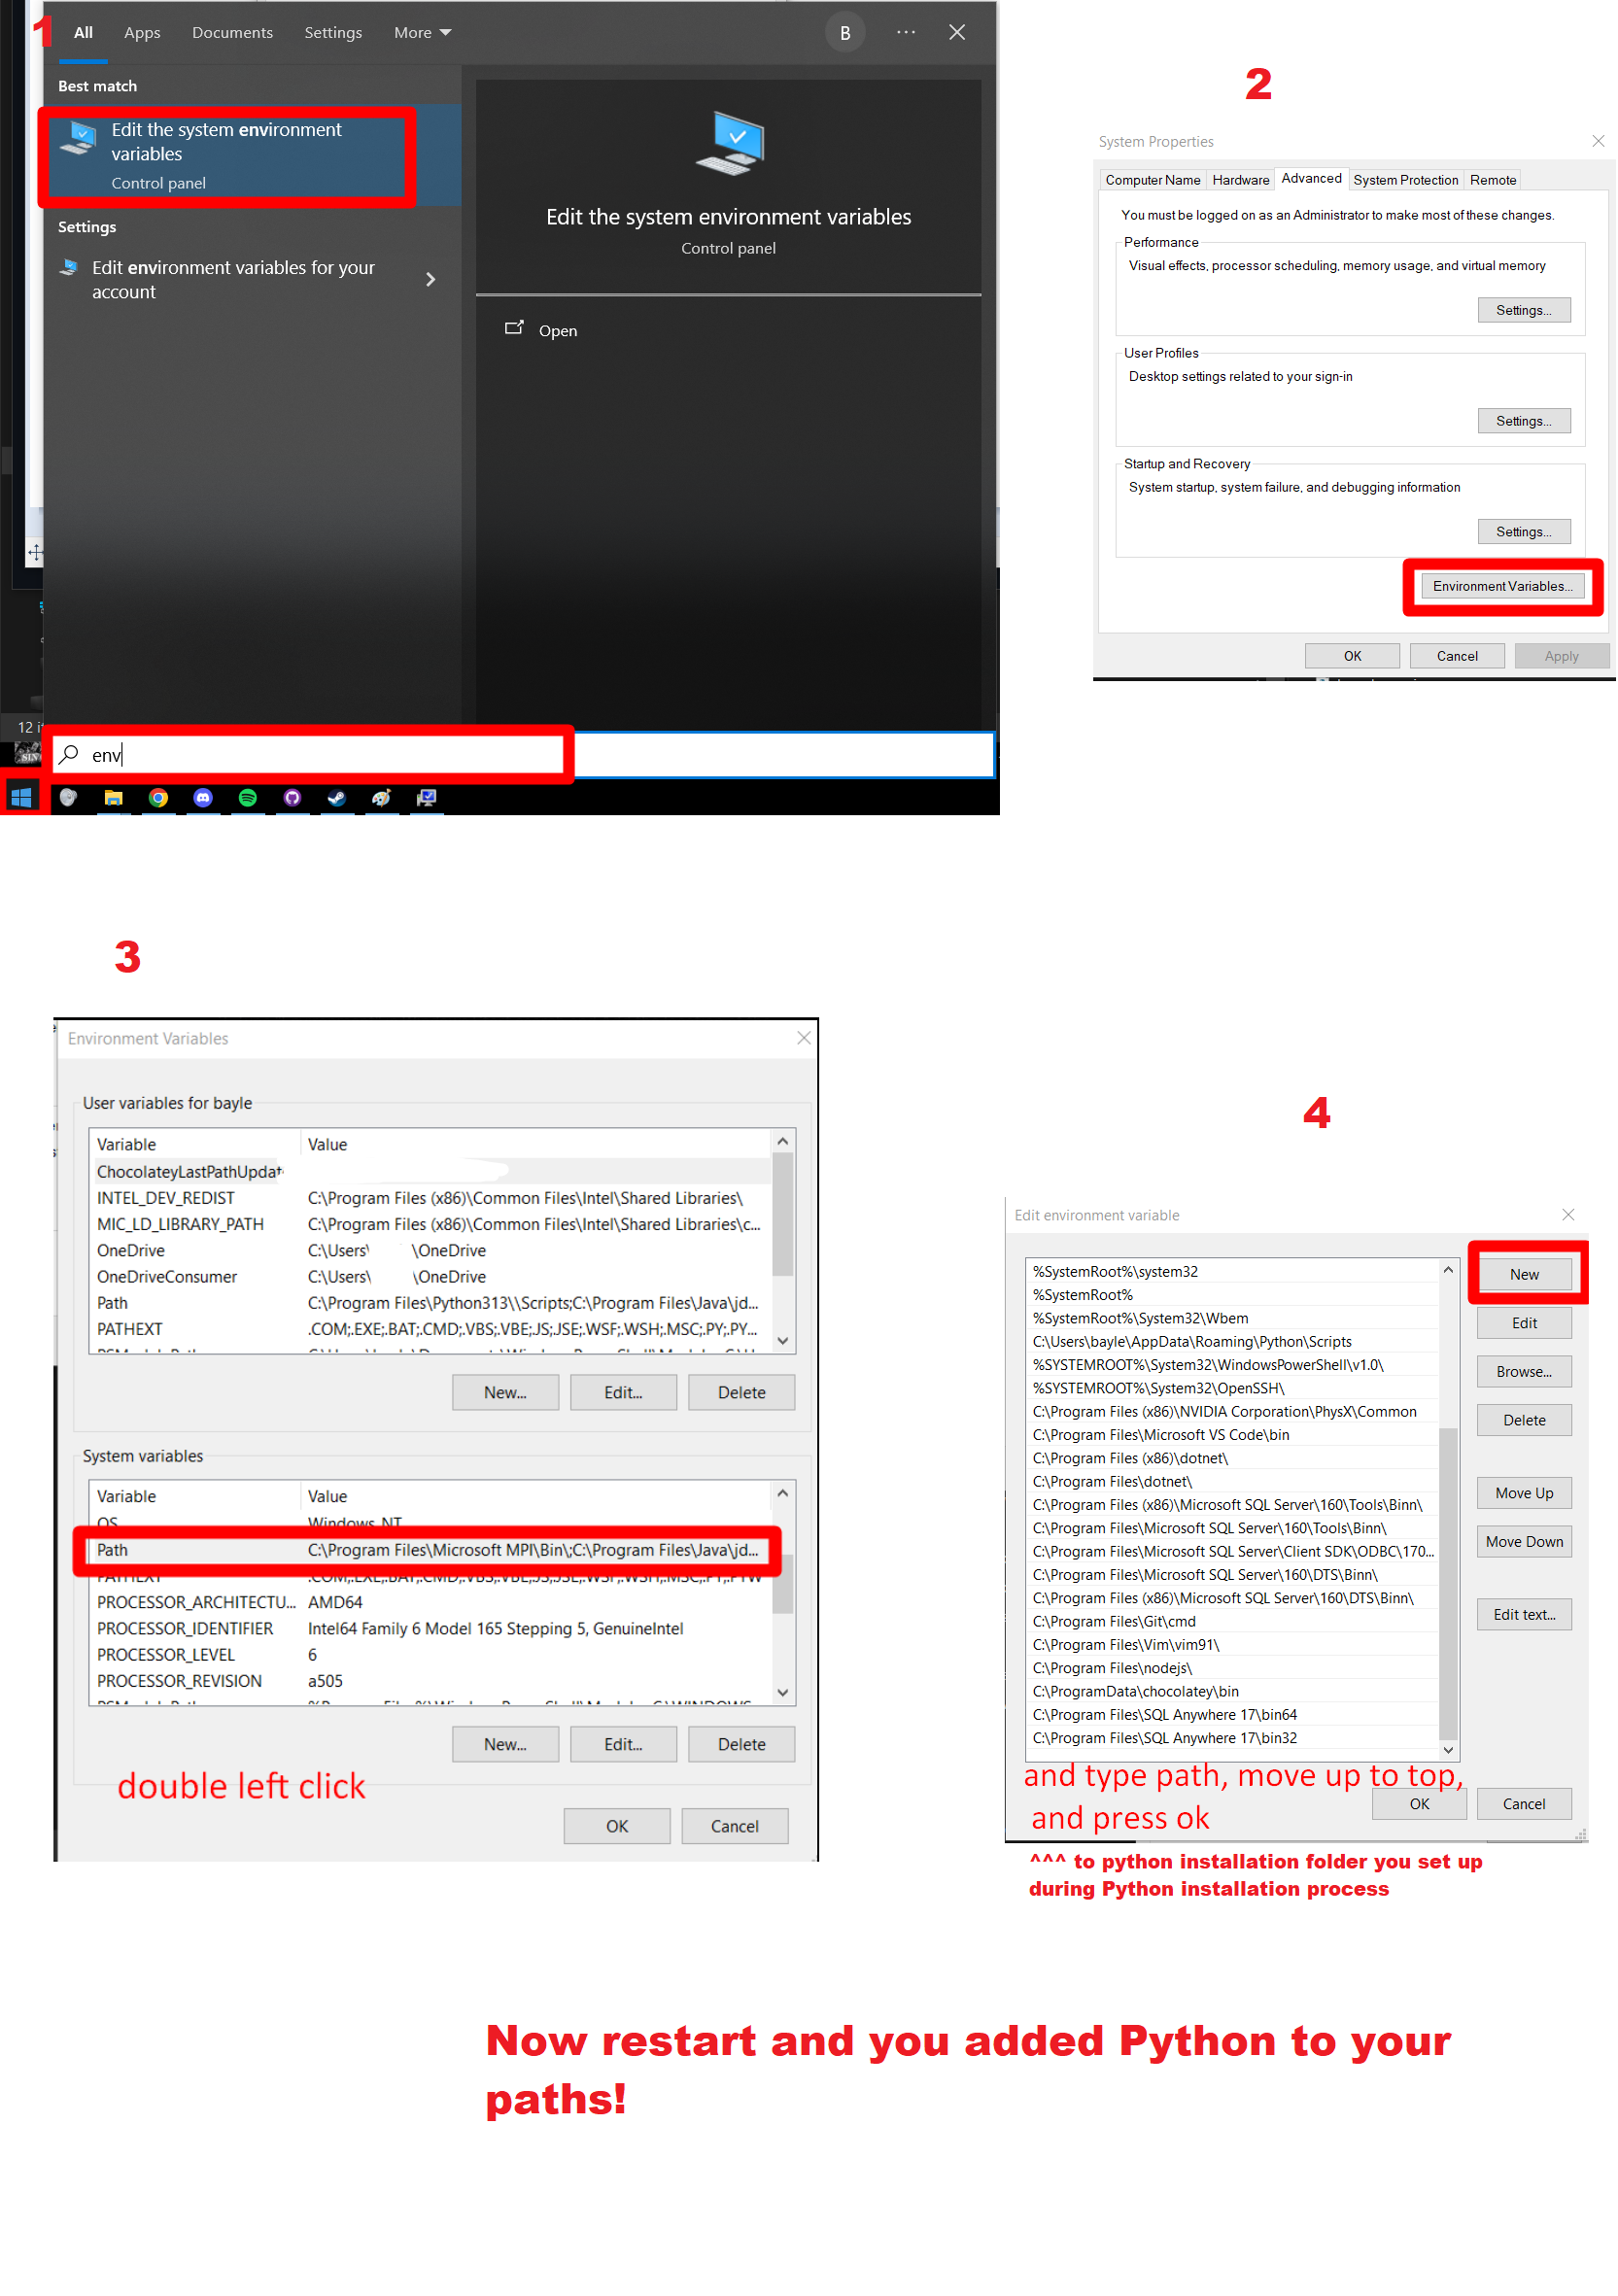 1
All Apps Documents Settings More B ... 
Best match
Edit the system environment
variables
Control panel
Settings
Edit environment variables for your
account
Edit the system environment variables
Control panel
Open
12 it
env
2
System Properties
Computer Name Hardware Advanced System Protection Remote
You must be logged on as an Administrator to make most of these changes.
Performance
Visual effects, processor scheduling, memory usage, and virtual memory
Settings...
User Profiles
Desktop settings related to your sign-in
Settings...
Startup and Recovery
System startup, system failure, and debugging information
Settings...
Environment Variables...
OK Cancel Apply
3
Environment Variables
User variables for bayle
Variable Value
ChocolateyLastPathUpdat
INTEL_DEV_REDIST C:\Program Files (x86)\Common Files\Intel\Shared Libraries\
MIC_LD_LIBRARY_PATH C:\Program Files (x86)\Common Files\Intel\Shared Libraries\c...
OneDrive C:\Users\ \OneDrive
OneDriveConsumer C:\Users\ \OneDrive
Path C:\Program Files\Python313\\Scripts;C:\Program Files\Java\jd...
PATHEXT .COM;.EXE;.BAT;.CMD;.VBS;.VBE;.JS;.JSE;.WSF;.WSH;.MSC;.PY;.PY...
New... Edit... Delete
System variables
Variable Value
OS Windows_NT
Path C:\Program Files\Microsoft MPI\Bin\;C:\Program Files\Java\jd...
PATHEXT .COM;.EXE;.BAT;.CMD;.VBS;.VBE;.JS;.JSE;.WSF;.WSH;.MSC;.PY;.PYW
PROCESSOR_ARCHITECTU... AMD64
PROCESSOR_IDENTIFIER Intel64 Family 6 Model 165 Stepping 5, GenuineIntel
PROCESSOR_LEVEL 6
PROCESSOR_REVISION a505
New... Edit... Delete
double left click
OK Cancel
4
Edit environment variable
%SystemRoot%\system32
%SystemRoot%
%SystemRoot%\System32\Wbem
C:\Users\bayle\AppData\Roaming\Python\Scripts
%SYSTEMROOT%\System32\WindowsPowerShell\v1.0\
%SYSTEMROOT%\System32\OpenSSH\
C:\Program Files (x86)\NVIDIA Corporation\PhysX\Common
C:\Program Files\Microsoft VS Code\bin
C:\Program Files (x86)\dotnet\
C:\Program Files\dotnet\
C:\Program Files (x86)\Microsoft SQL Server\160\Tools\Binn\
C:\Program Files\Microsoft SQL Server\160\Tools\Binn\
C:\Program Files\Microsoft SQL Server\Client SDK\ODBC\170...
C:\Program Files\Microsoft SQL Server\160\DTS\Binn\
C:\Program Files (x86)\Microsoft SQL Server\160\DTS\Binn\
C:\Program Files\Git\cmd
C:\Program Files\Vim\vim91\
C:\Program Files\nodejs\
C:\ProgramData\chocolatey\bin
C:\Program Files\SQL Anywhere 17\bin64
C:\Program Files\SQL Anywhere 17\bin32
New
Edit
Browse...
Delete
Move Up
Move Down
Edit text...
and type path, move up to top,
and press ok
OK Cancel
^^^ to python installation folder you set up
during Python installation process
Now restart and you added Python to your
paths!